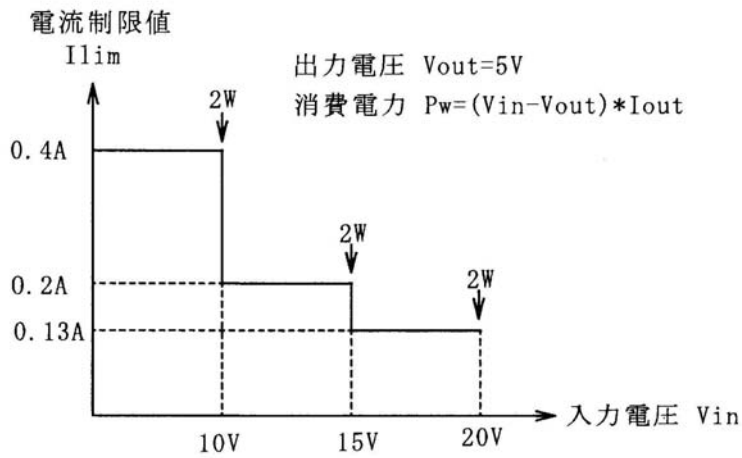 電流制限値
Ilim
出力電圧 Vout=5V
消費電力 Pw=(Vin-Vout)*Iout
2W
0.4A
2W
2W
0.2A
0.13A
入力電圧 Vin
10V
15V
20V